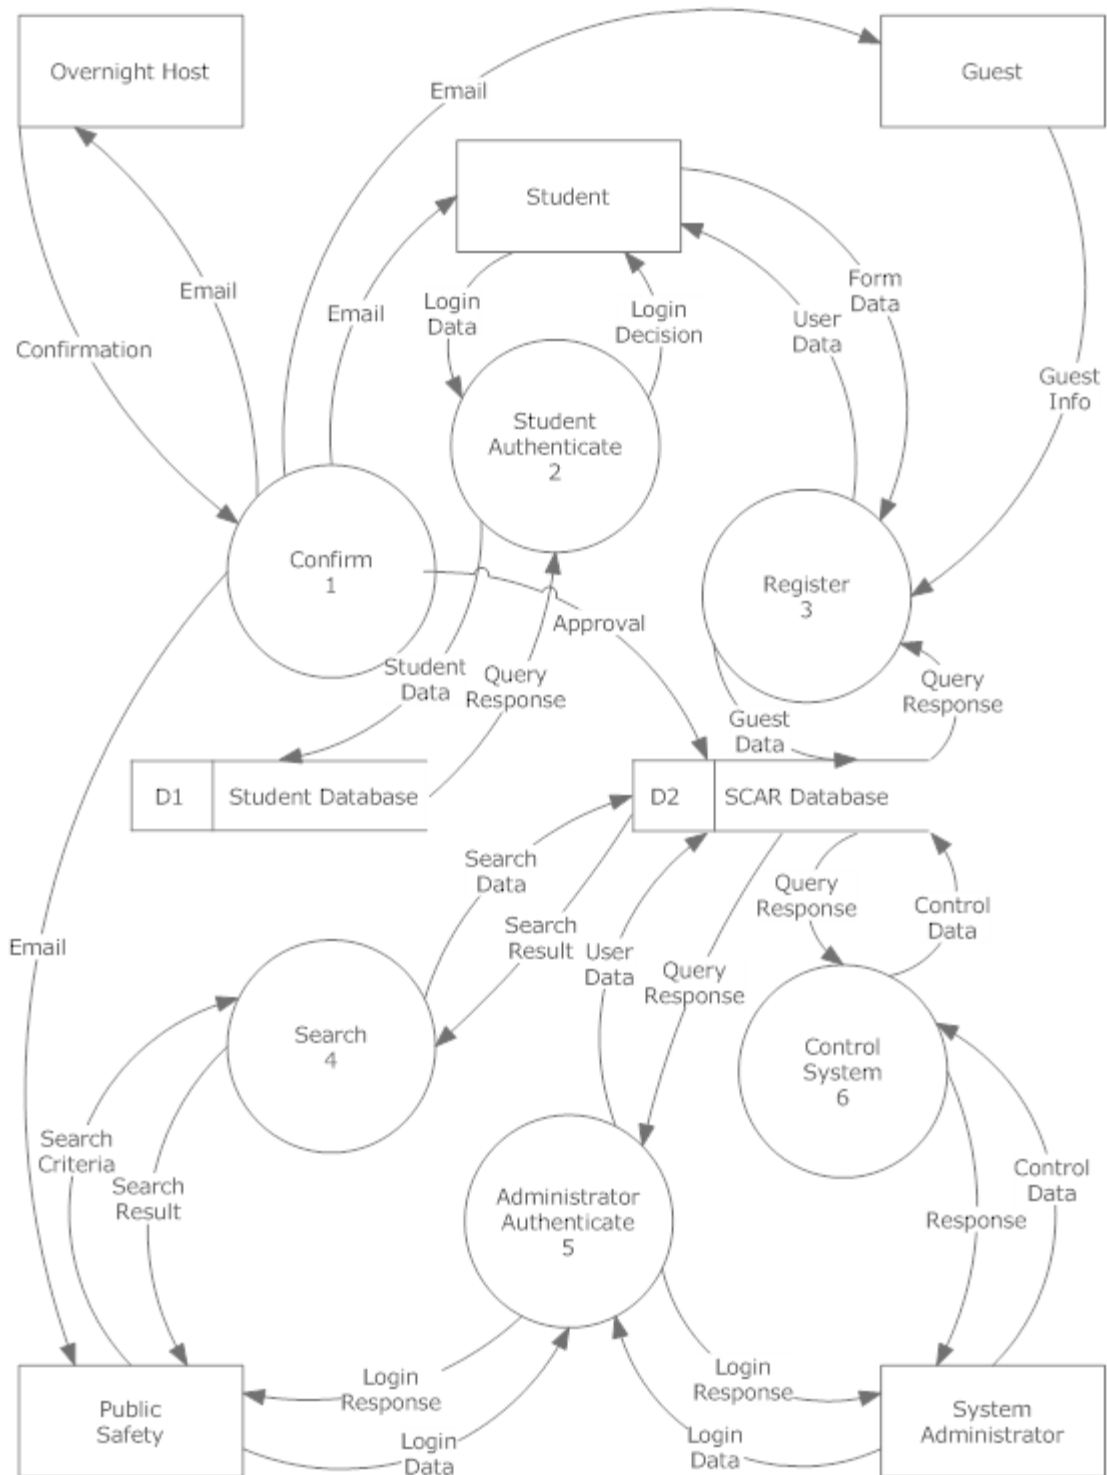 Overnight Host
Guest
Email
Student
Email
Email
Login
Data
Login
Decision
User
Data
Form
Data
Confirmation
Guest
Info
Student
Authenticate
2
Confirm
1
Register
3
Approval
Student
Data
Query
Response
Guest
Data
Query
Response
D1
Student Database
D2
SCAR Database
Search
Data
Search
Result
User
Data
Query
Response
Query
Response
Control
Data
Email
Search
4
Control
System
6
Search
Criteria
Search
Result
Administrator
Authenticate
5
Response
Control
Data
Login
Response
Login
Response
Public
Safety
Login
Data
Login
Data
System
Administrator